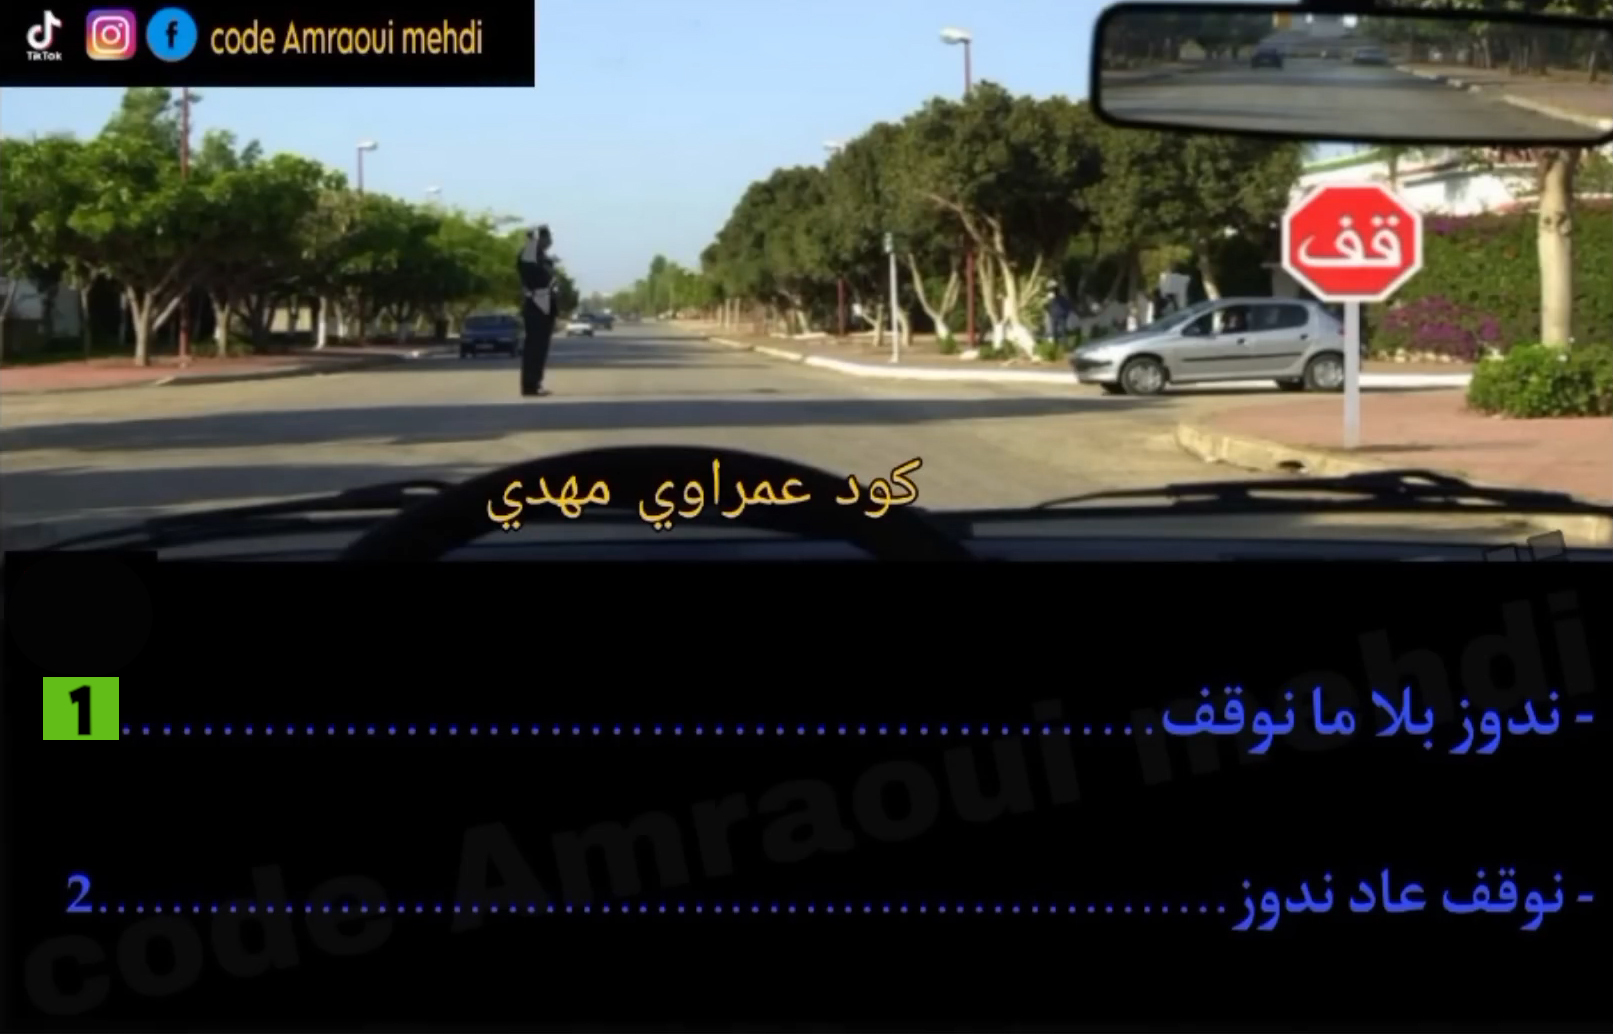 TikTok code Amraoui mehdi
قف
كود عمراوي مهدي
- ندوز بلا ما نوقف........................................1
- نوقف عاد ندوز........................................2
code Amraoui mehdi